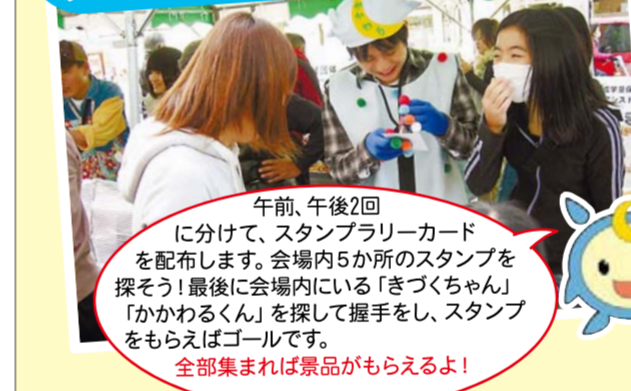 午前、午後2回
に分けて、スタンプラリーカード
を配布します。会場内5か所のスタンプを
探そう！最後に会場内にいる「きづくちゃん」
「かかわるくん」を探して握手をし、スタンプ
をもらえばゴールです。
全部集まれば景品がもらえるよ！